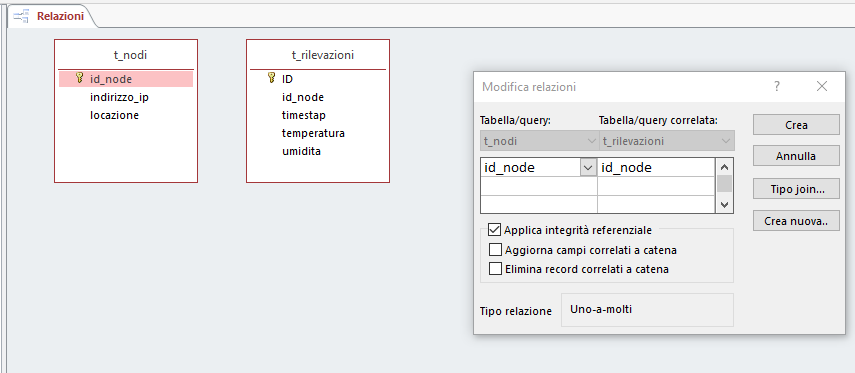 Relazioni
t_nodi
id_node
indirizzo_ip
locazione
t_rilevazioni
ID
id_node
timestap
temperatura
umidita
Modifica relazioni
?
Tabella/query: Tabella/query correlata:
t_nodi t_rilevazioni
id_node id_node
Applica integrità referenziale
Aggiorna campi correlati a catena
Elimina record correlati a catena
Tipo relazione Uno-a-molti
Crea
Annulla
Tipo join...
Crea nuova..